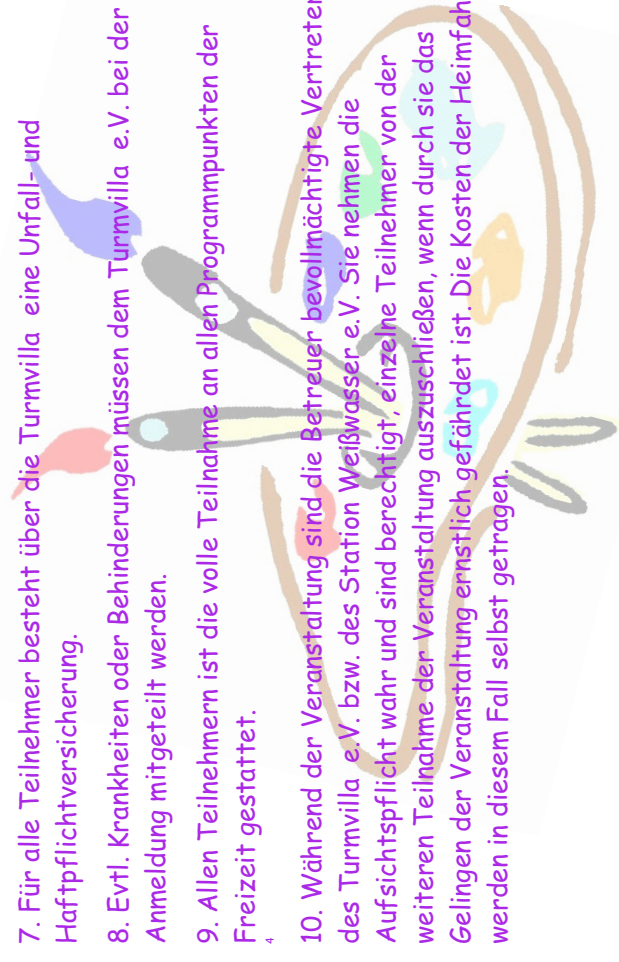 7. Für alle Teilnehmer besteht über die Turmvilla eine Unfall- und
Haftpflichtversicherung.
8. Evtl. Krankheiten oder Behinderungen müssen dem Turmvilla e.V. bei der
Anmeldung mitgeteilt werden.
9. Allen Teilnehmern ist die volle Teilnahme an allen Programmpunkten der
Freizeit gestattet.
4
10. Während der Veranstaltung sind die Betreuer bevollmächtigte Vertreter
des Turmvilla e.V. bzw. des Station Weißwasser e.V. Sie nehmen die
Aufsichtspflicht wahr und sind berechtigt, einzelne Teilnehmer von der
weiteren Teilnahme der Veranstaltung auszuschließen, wenn durch sie das
Gelingen der Veranstaltung ernstlich gefährdet ist. Die Kosten der Heimfah
werden in diesem Fall selbst getragen.